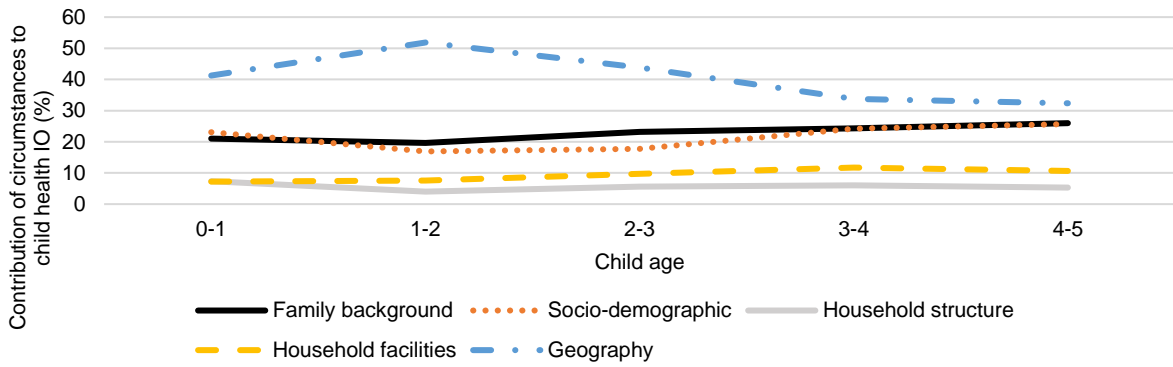 Contribution of circumstances to
child health IO (%)
60
50
40
30
20
10
0
0-1 1-2 2-3 3-4 4-5
Child age
Family background Socio-demographic Household structure
Household facilities Geography